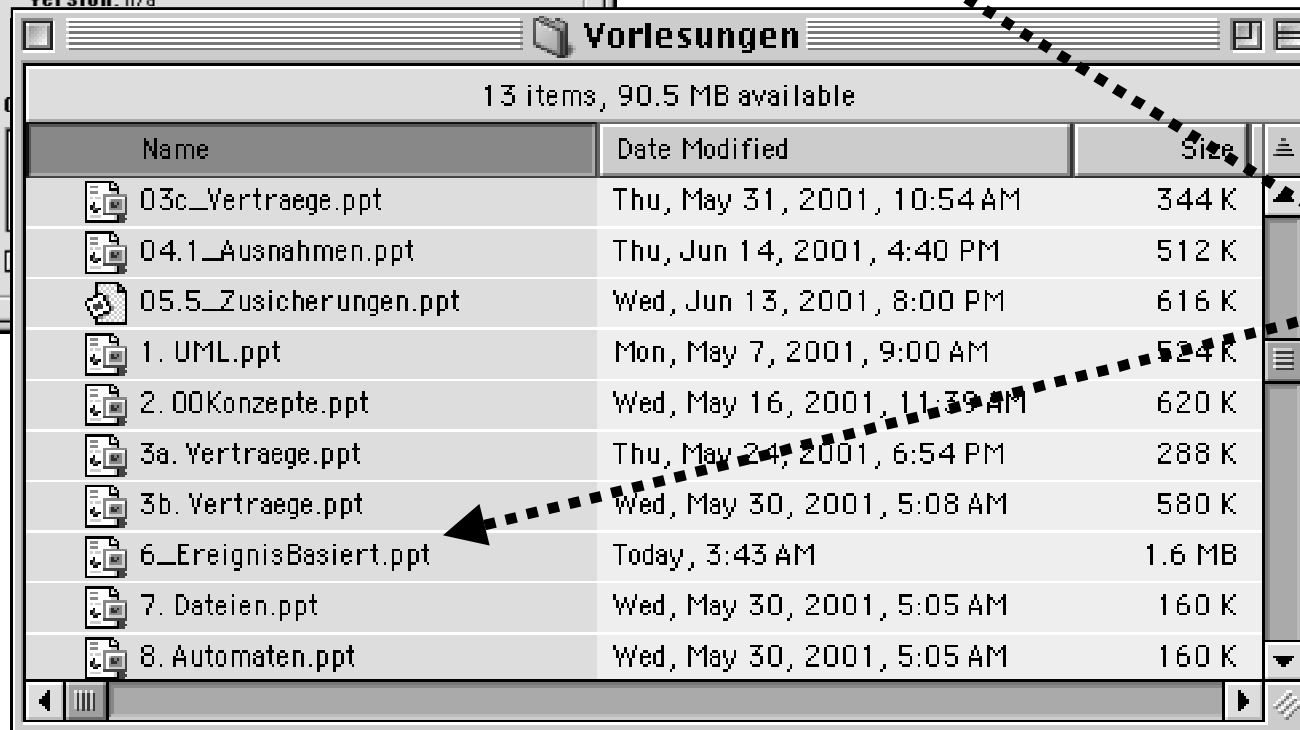 Version: n/a
Vorlesungen
13 items, 90.5 MB available
Name Date Modified Size
03c_Vertraege.ppt Thu, May 31, 2001, 10:54 AM 344 K
04.1_Ausnahmen.ppt Thu, Jun 14, 2001, 4:40 PM 512 K
05.5_Zusicherungen.ppt Wed, Jun 13, 2001, 8:00 PM 616 K
1. UML.ppt Mon, May 7, 2001, 9:00 AM 524 K
2. OOKonzepte.ppt Wed, May 16, 2001, 11:39 AM 620 K
3a. Vertraege.ppt Thu, May 24, 2001, 6:54 PM 288 K
3b. Vertraege.ppt Wed, May 30, 2001, 5:08 AM 580 K
6_EreignisBasiert.ppt Today, 3:43 AM 1.6 MB
7. Dateien.ppt Wed, May 30, 2001, 5:05 AM 160 K
8. Automaten.ppt Wed, May 30, 2001, 5:05 AM 160 K